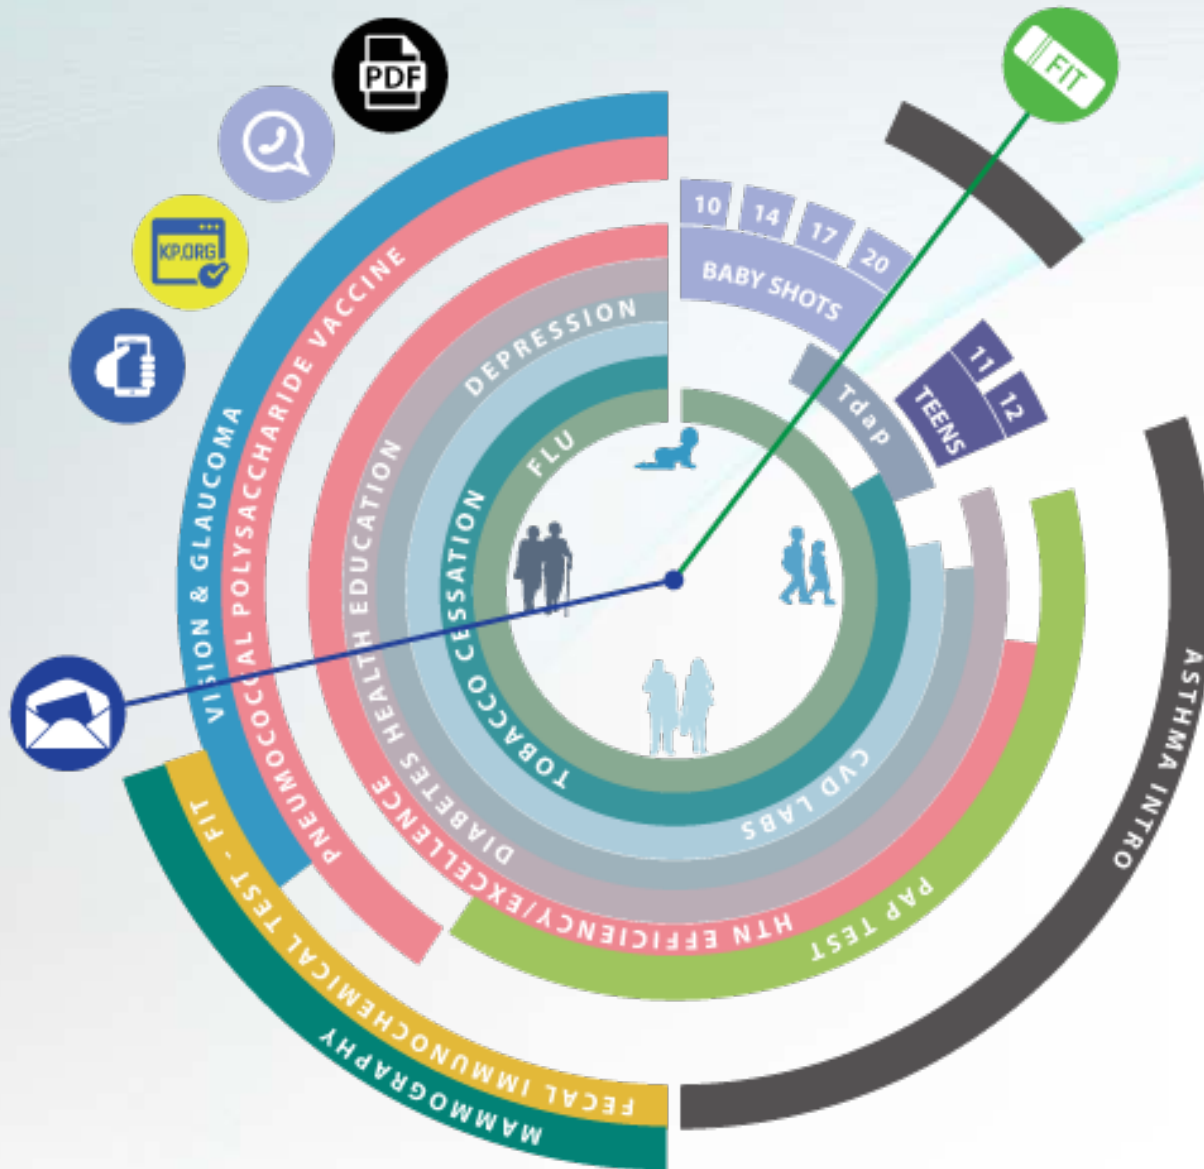 PDF
FIT
KP.ORG
10
14
17
20
BABY SHOTS
11
12
TEENS
Tdap
DEPRESSION
FLU
VISION & GLAUCOMA
PNEUMOCOCCAL POLYSACCHARIDE VACCINE
DIABETES HEALTH EDUCATION
TOBACCO CESSATION
CVD LABS
HTN EFFICIENCY/EXCELLENCE
PAP TEST
ASTHMA INTRO
FECAL IMMUNOCHEMICAL TEST - FIT
MAMMOGRAPHY